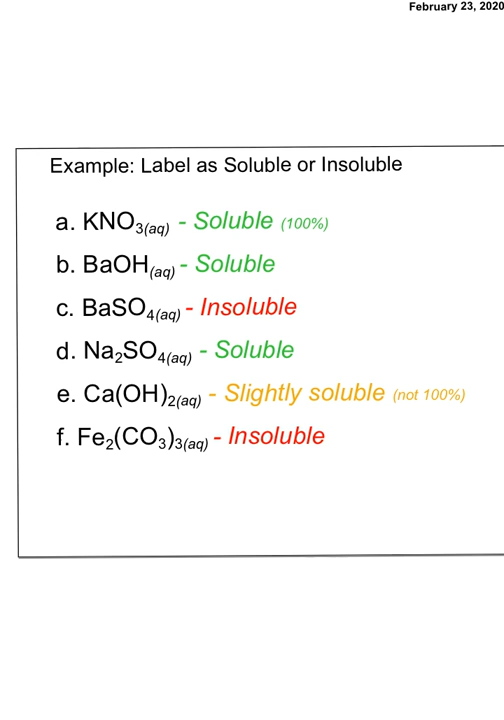 February 23, 2020
Example: Label as Soluble or Insoluble
a. KNO₃(aq) - Soluble (100%)
b. BaOH(aq) - Soluble
c. BaSO₄(aq) - Insoluble
d. Na₂SO₄(aq) - Soluble
e. Ca(OH)₂(aq) - Slightly soluble (not 100%)
f. Fe₂(CO₃)₃(aq) - Insoluble